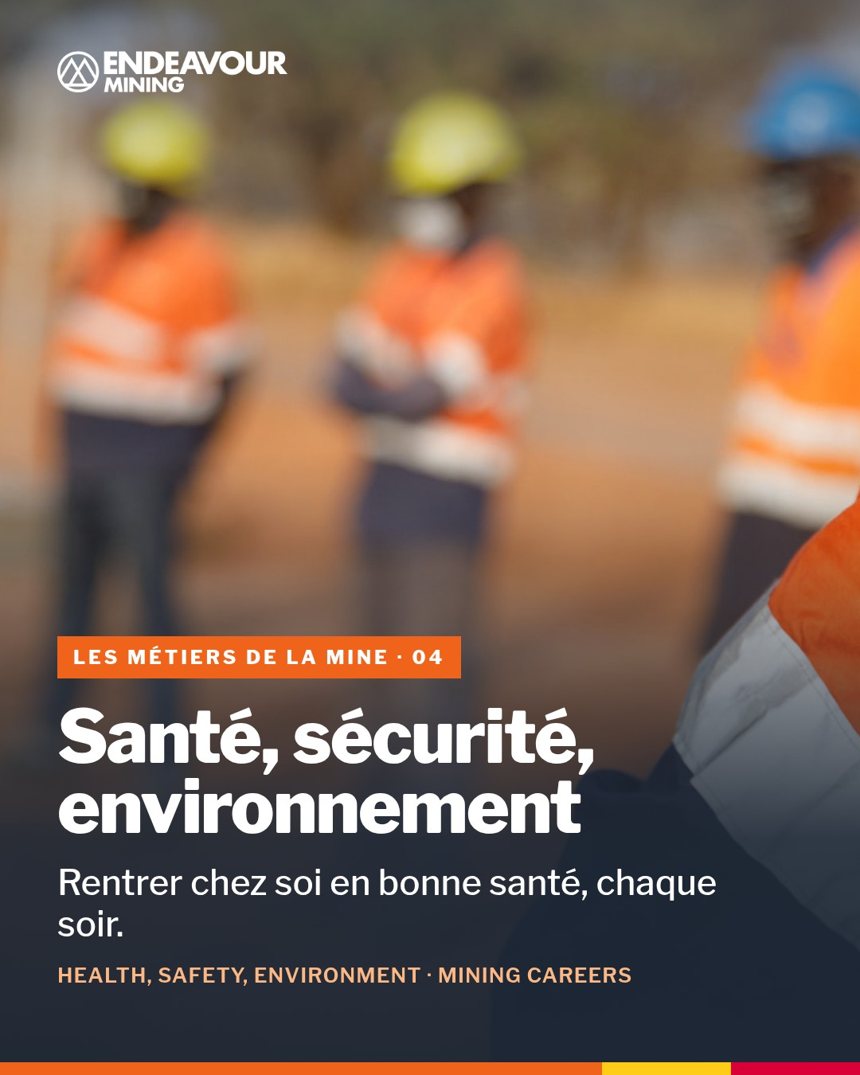 ENDEAVOUR
MINING
LES MÉTIERS DE LA MINE · 04
Santé, sécurité,
environnement
Rentrer chez soi en bonne santé, chaque
soir.
HEALTH, SAFETY, ENVIRONMENT · MINING CAREERS